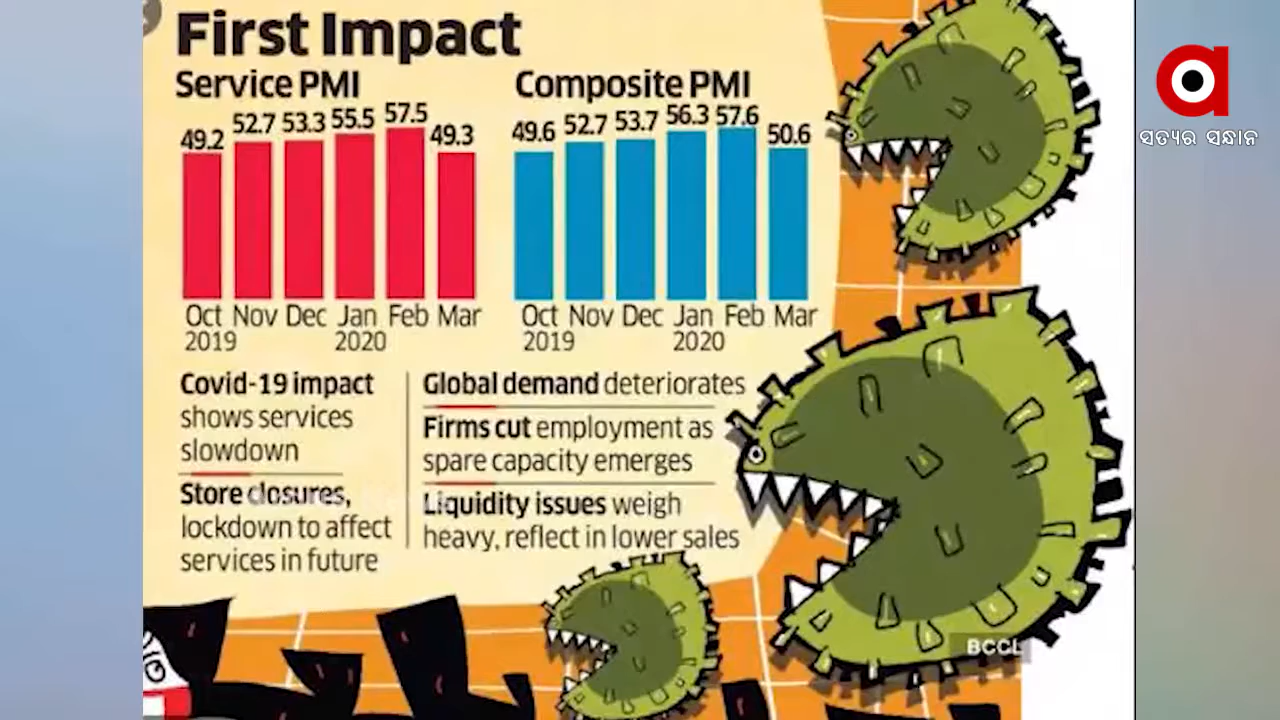 First Impact
Service PMI
49.2 52.7 53.3 55.5 57.5 49.3
Oct Nov Dec Jan Feb Mar
2019 2020
Composite PMI
49.6 52.7 53.7 56.3 57.6 50.6
Oct Nov Dec Jan Feb Mar
2019 2020
Covid-19 impact
shows services
slowdown
Store closures,
lockdown to affect
services in future
Global demand deteriorates
Firms cut employment as
spare capacity emerges
Liquidity issues weigh
heavy, reflect in lower sales
BCCL
a
ସତ୍ୟର ସନ୍ଧାନ